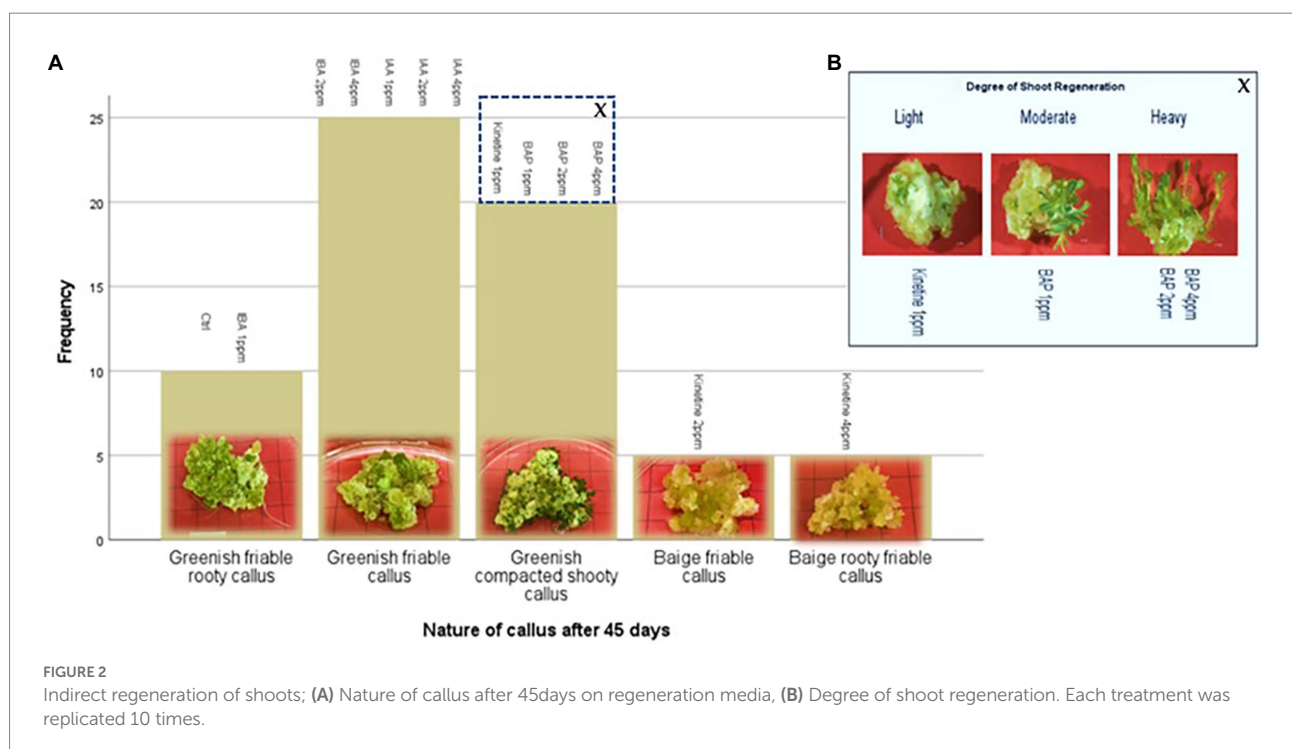 A
IBA 2ppm
IBA 4ppm
IAA 1ppm
IAA 2ppm
IAA 4ppm
X
Kinetine 1ppm
BAP 1ppm
BAP 2ppm
BAP 4ppm
Ctrl
IBA 1ppm
Kinetine 2ppm
Kinetine 4ppm
Frequency
25
20
15
10
5
0
Greenish friable
rooty callus
Greenish friable
callus
Greenish
compacted shooty
callus
Baige friable
callus
Baige rooty friable
callus
Nature of callus after 45 days
B
Degree of Shoot Regeneration
X
Light
Moderate
Heavy
Kinetine 1ppm
BAP 1ppm
BAP 2ppm
BAP 4ppm
FIGURE 2
Indirect regeneration of shoots; (A) Nature of callus after 45days on regeneration media, (B) Degree of shoot regeneration. Each treatment was
replicated 10 times.